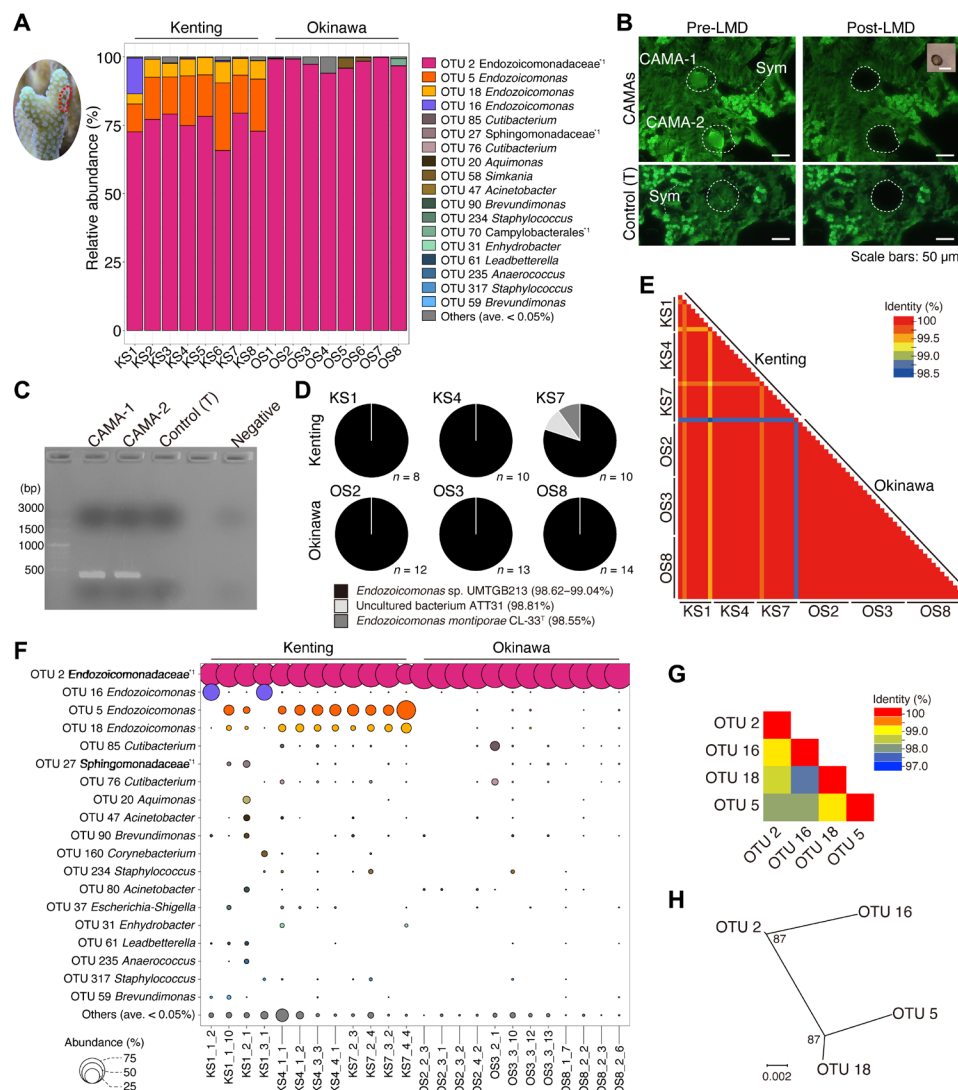 A
Kenting
Okinawa
Relative abundance (%)
100
75
50
25
0
KS1
KS2
KS3
KS4
KS5
KS6
KS7
KS8
OS1
OS2
OS3
OS4
OS5
OS6
OS7
OS8
OTU 2 Endozoicomonadaceae*1
OTU 5 Endozoicomonas
OTU 18 Endozoicomonas
OTU 16 Endozoicomonas
OTU 85 Cutibacterium
OTU 27 Sphingomonadaceae*1
OTU 76 Cutibacterium
OTU 20 Aquimonas
OTU 58 Simkania
OTU 47 Acinetobacter
OTU 90 Brevundimonas
OTU 234 Staphylococcus
OTU 70 Campylobacterales*1
OTU 31 Enhydrobacter
OTU 61 Leadbetterella
OTU 235 Anaerococcus
OTU 317 Staphylococcus
OTU 59 Brevundimonas
Others (ave. < 0.05%)
B
Pre-LMD
Post-LMD
CAMAs
CAMA-1
Sym
CAMA-2
Control (T)
Sym
Scale bars: 50 μm
C
CAMA-1
CAMA-2
Control (T)
Negative
(bp)
3000
1500
1000
500
D
Kenting
KS1
n = 8
KS4
n = 10
KS7
n = 10
Okinawa
OS2
n = 12
OS3
n = 13
OS8
n = 14
Endozoicomonas sp. UMTGB213 (98.62–99.04%)
Uncultured bacterium ATT31 (98.81%)
Endozoicomonas montiporae CL-33T (98.55%)
E
Identity (%)
100
99.5
99.0
98.5
Kenting
Okinawa
KS1
KS4
KS7
OS2
OS3
OS8
KS1
KS4
KS7
OS2
OS3
OS8
F
Kenting
Okinawa
OTU 2 Endozoicomonadaceae*1
OTU 16 Endozoicomonas
OTU 5 Endozoicomonas
OTU 18 Endozoicomonas
OTU 85 Cutibacterium
OTU 27 Sphingomonadaceae*1
OTU 76 Cutibacterium
OTU 20 Aquimonas
OTU 47 Acinetobacter
OTU 90 Brevundimonas
OTU 160 Corynebacterium
OTU 234 Staphylococcus
OTU 80 Acinetobacter
OTU 37 Escherichia-Shigella
OTU 31 Enhydrobacter
OTU 61 Leadbetterella
OTU 235 Anaerococcus
OTU 317 Staphylococcus
OTU 59 Brevundimonas
Others (ave. < 0.05%)
Abundance (%)
75
50
25
KS1_1_2
KS1_1_10
KS1_2_1
KS1_3_1
KS4_1_1
KS4_1_2
KS4_3_3
KS4_4_1
KS7_2_3
KS7_2_4
KS7_3_2
KS7_4_4
OS2_2_3
OS2_3_1
OS2_3_2
OS2_4_2
OS3_2_1
OS3_3_10
OS3_3_12
OS3_3_13
OS8_1_7
OS8_2_1
OS8_2_2
OS8_2_6
G
Identity (%)
100
99.0
98.0
97.0
OTU 2
OTU 16
OTU 18
OTU 5
OTU 2
OTU 16
OTU 18
OTU 5
H
OTU 2
87
OTU 16
OTU 5
87
OTU 18
0.002